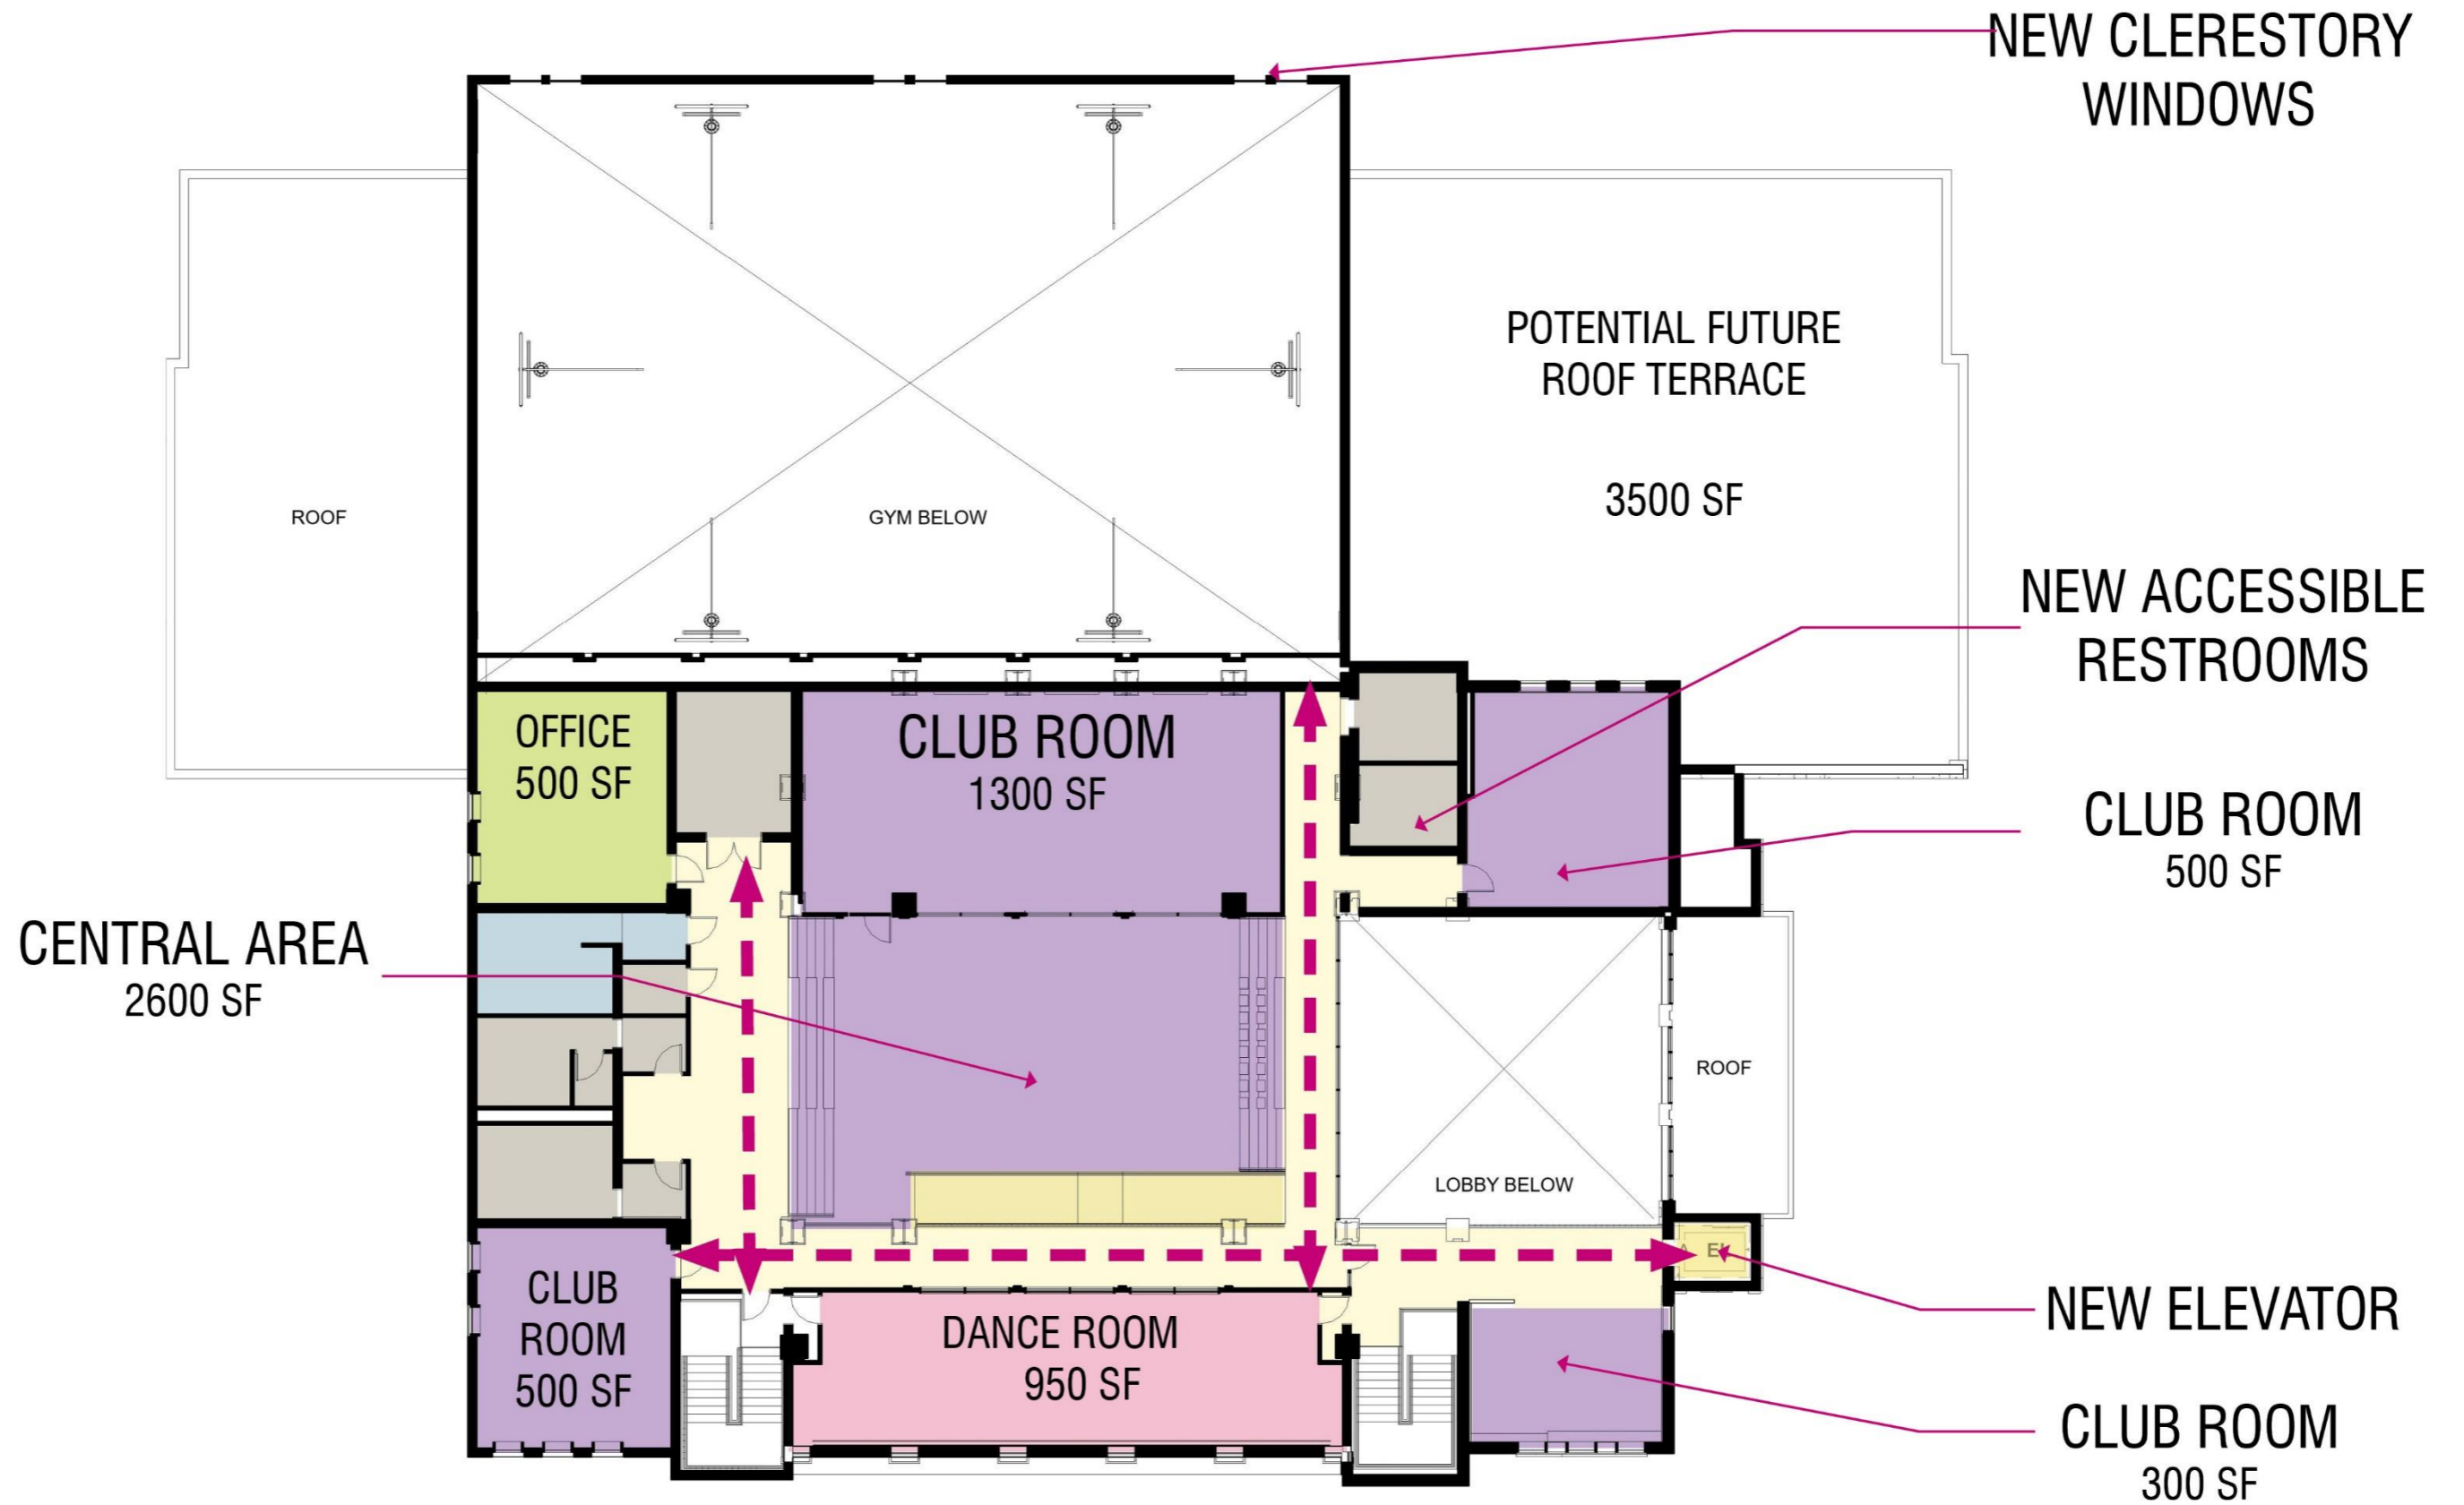 NEW CLERESTORY
WINDOWS
POTENTIAL FUTURE
ROOF TERRACE
3500 SF
ROOF
GYM BELOW
NEW ACCESSIBLE
RESTROOMS
OFFICE
500 SF
CLUB ROOM
1300 SF
CLUB ROOM
500 SF
CENTRAL AREA
2600 SF
ROOF
LOBBY BELOW
CLUB
ROOM
500 SF
DANCE ROOM
950 SF
NEW ELEVATOR
CLUB ROOM
300 SF